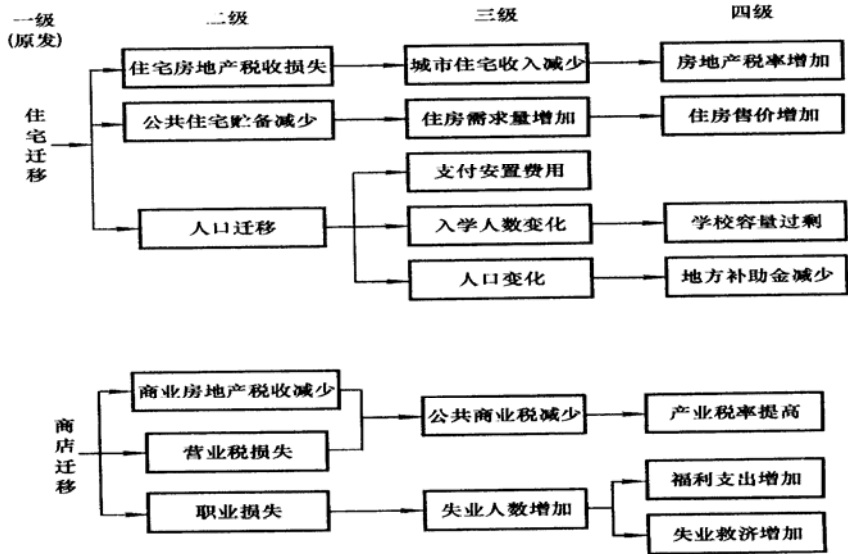 一级 二级 三级 四级
(原发)
住宅迁移
住宅房地产税收损失 城市住宅收入减少 房地产税率增加
公共住宅贮备减少 住房需求量增加 住房售价增加
支付安置费用
人口迁移 入学人数变化 学校容量过剩
人口变化 地方补助金减少
商店迁移
商业房地产税收减少
公共商业税减少 产业税率提高
营业税损失
福利支出增加
职业损失 失业人数增加
失业救济增加